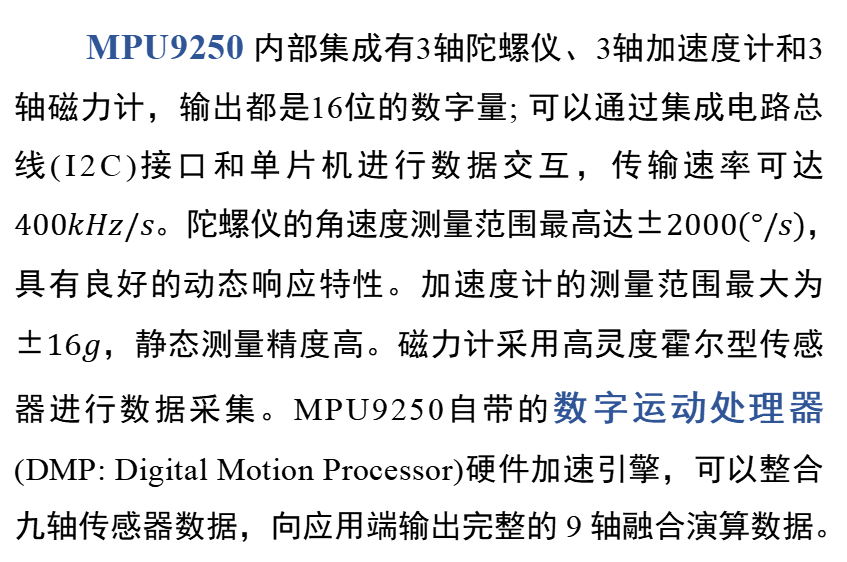 MPU9250 内部集成有3轴陀螺仪、3轴加速度计和3
轴磁力计，输出都是16位的数字量; 可以通过集成电路总
线(I2C)接口和单片机进行数据交互，传输速率可达
400kHz/s。陀螺仪的角速度测量范围最高达±2000(°/s)，
具有良好的动态响应特性。加速度计的测量范围最大为
±16g，静态测量精度高。磁力计采用高灵度霍尔型传感
器进行数据采集。MPU9250自带的数字运动处理器
(DMP: Digital Motion Processor)硬件加速引擎，可以整合
九轴传感器数据，向应用端输出完整的 9 轴融合演算数据。